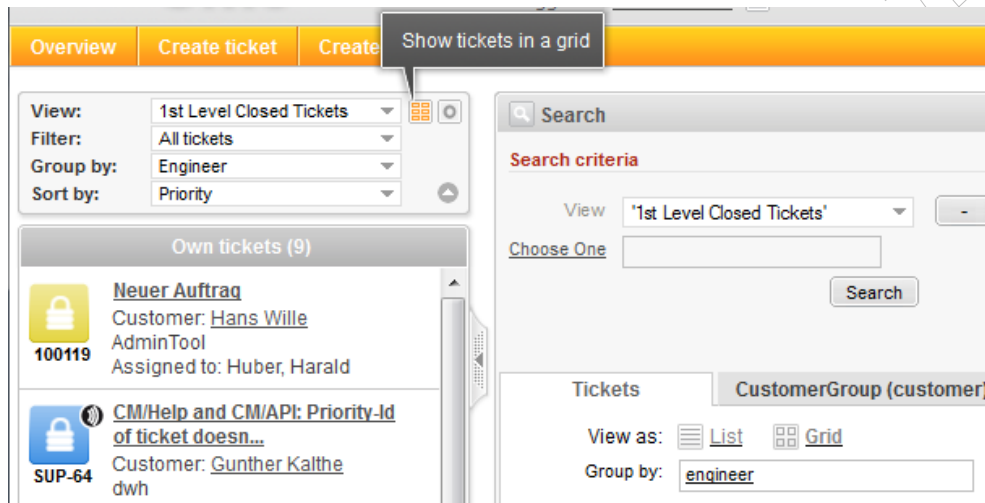 Overview
Create ticket
Create
Show tickets in a grid
View: 1st Level Closed Tickets
Filter: All tickets
Group by: Engineer
Sort by: Priority
Own tickets (9)
Neuer Auftrag
Customer: Hans Wille
AdminTool
100119
Assigned to: Huber, Harald
CM/Help and CM/API: Priority-Id
of ticket doesn...
Customer: Gunther Kalthe
SUP-64
dwh
Search
Search criteria
View "1st Level Closed Tickets" -
Choose One
Search
Tickets
CustomerGroup (customer)
View as: List Grid
Group by: engineer